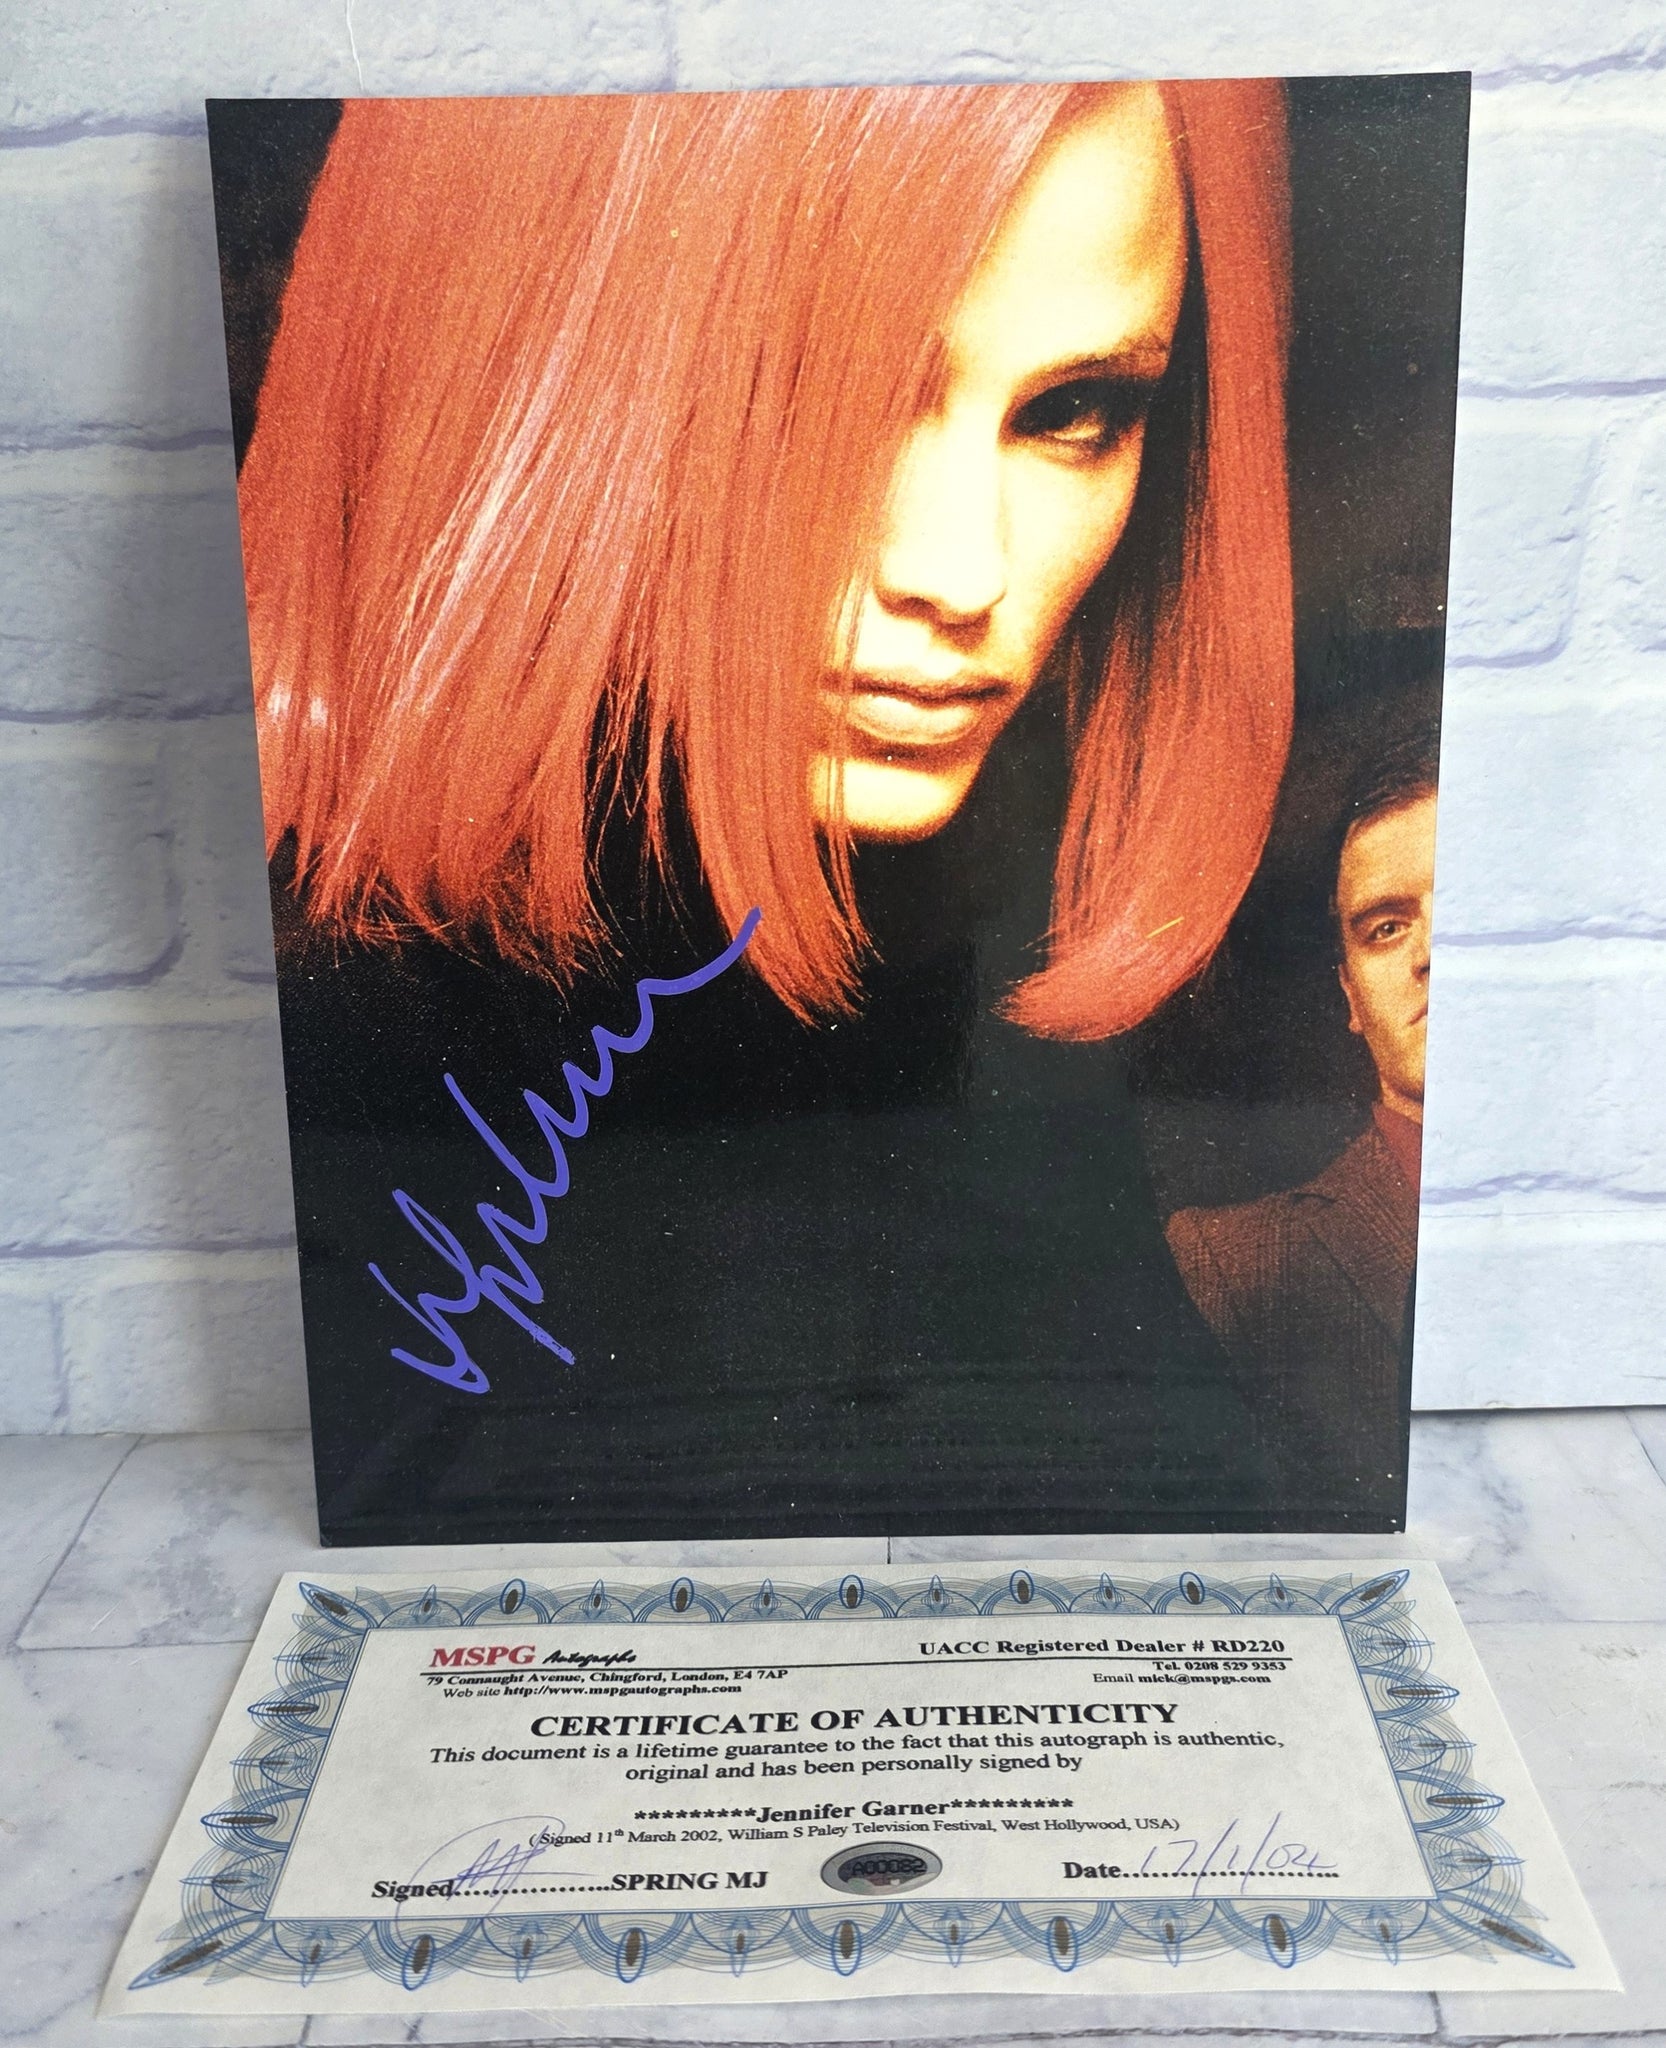 MSPG Autographs
UACC Registered Dealer # RD220
79 Connaught Avenue, Chingford, London, E4 7AP
Tel. 0208 529 9353
Web site http://www.mspgautographs.com
Email mick@mspgs.com
CERTIFICATE OF AUTHENTICITY
This document is a lifetime guarantee to the fact that this autograph is authentic,
original and has been personally signed by
*********Jennifer Garner*********
( Signed 11th March 2002, William S Paley Television Festival, West Hollywood, USA)
Signed..................SPRING MJ
A00082
Date...17/1/04...